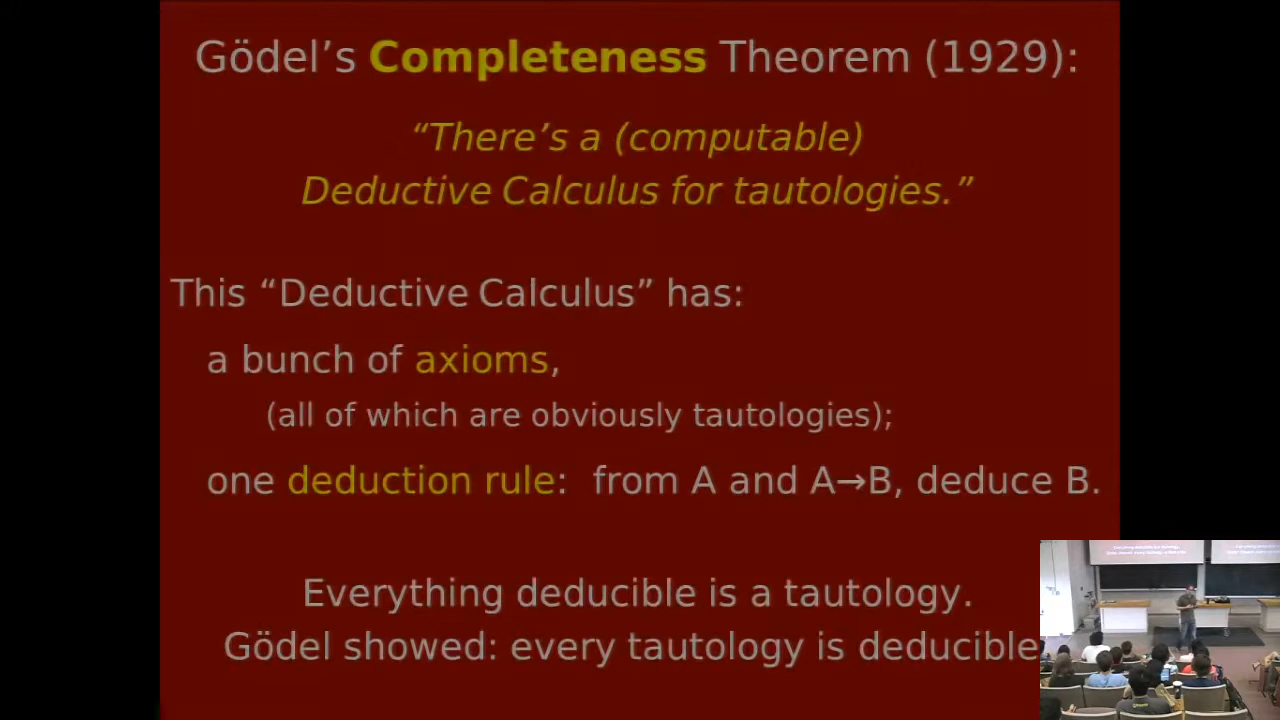 Gödel’s Completeness Theorem (1929):
“There’s a (computable)
Deductive Calculus for tautologies.”
This “Deductive Calculus” has:
a bunch of axioms,
(all of which are obviously tautologies);
one deduction rule: from A and A→B, deduce B.
Everything deducible is a tautology.
Gödel showed: every tautology is deducible